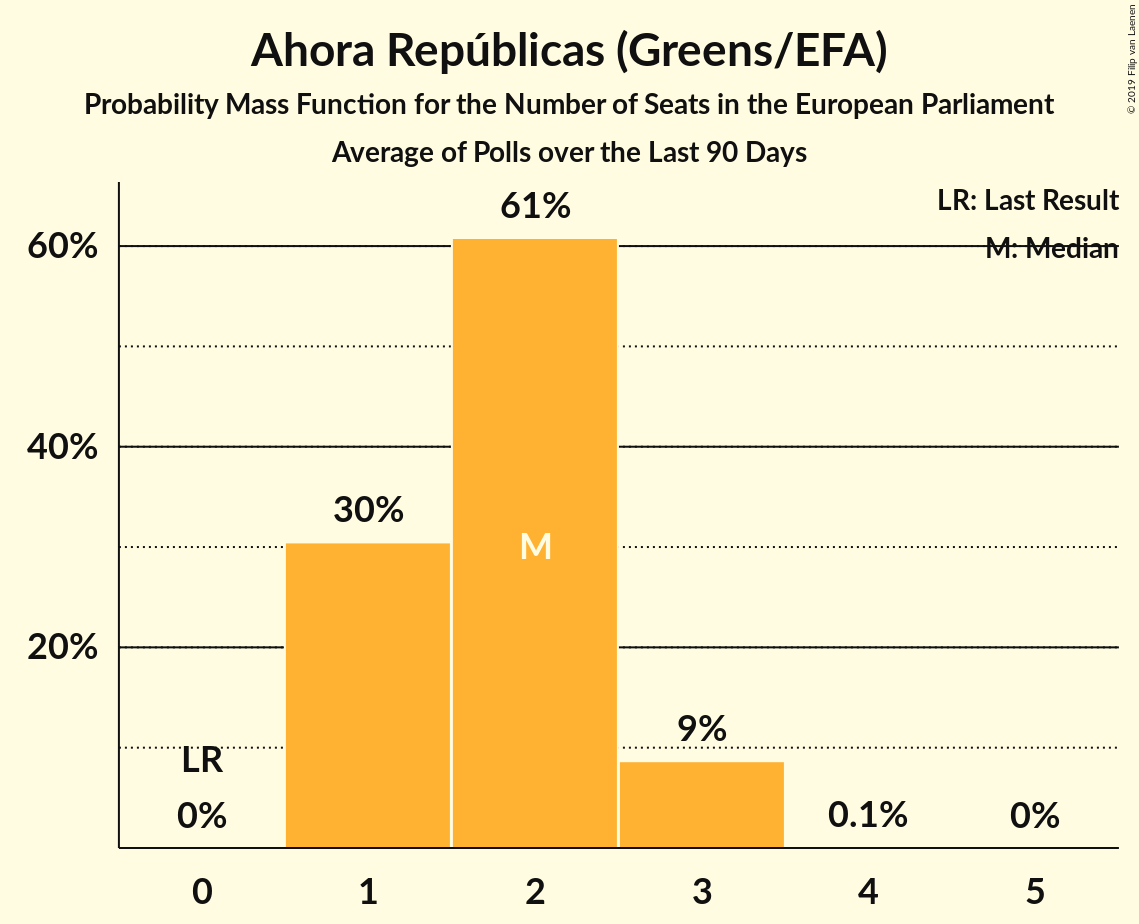 Ahora Repúblicas (Greens/EFA)
Probability Mass Function for the Number of Seats in the European Parliament
Average of Polls over the Last 90 Days
© 2019 Filip van Laenen
LR: Last Result
M: Median
61%
60%
40%
30%
M
20%
9%
LR
0%
0.1%
0%
0 1 2 3 4 5